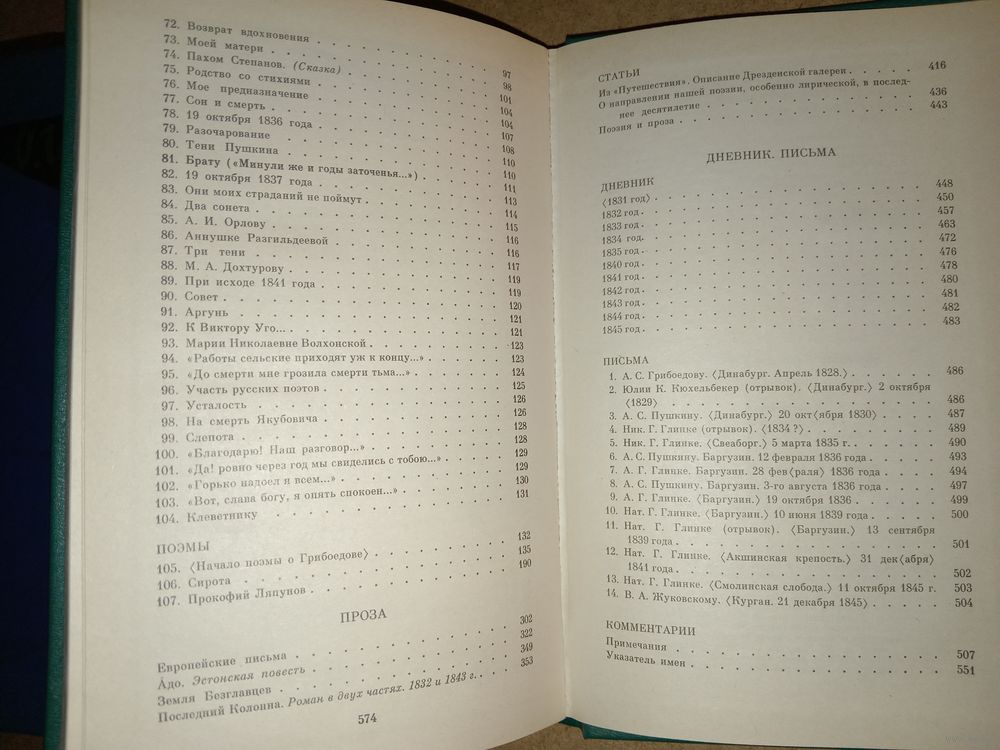 72. Возврат вдохновения . . . . . . . . 97
73. Моей матери . . . . . . . . 98
74. Пахом Степанов. (Сказка) . . . . . . . . 101
75. Родство со стихиями . . . . . . . . 104
76. Мое предназначение . . . . . . . . 104
77. Сон и смерть . . . . . . . . 107
78. 19 октября 1836 года . . . . . . . . 108
79. Разочарование . . . . . . . . 110
80. Тени Пушкина . . . . . . . . 110
81. Брату («Минули же и годы заточенья...») . . . . . . . . 111
82. 19 октября 1837 года . . . . . . . . 113
83. Они моих страданий не поймут . . . . . . . . 114
84. Два сонета . . . . . . . . 115
85. А. И. Орлову . . . . . . . . 116
86. Аннушке Разгильдеевой . . . . . . . . 116
87. Три тени . . . . . . . . 117
88. М. А. Дохтурову . . . . . . . . 119
89. При исходе 1841 года . . . . . . . . 119
90. Совет . . . . . . . . 120
91. Аргунь . . . . . . . . 121
92. К Виктору Уго... . . . . . . . . 121
93. Марии Николаевне Волхонской . . . . . . . . 123
94. «Работы сельские приходят уж к концу...» . . . . . . . . 123
95. «До смерти мне грозила смерти тьма...» . . . . . . . . 124
96. Участь русских поэтов . . . . . . . . 125
97. Усталость . . . . . . . . 126
98. На смерть Якубовича . . . . . . . . 126
99. Слепота . . . . . . . . 128
100. «Благодарю! Наш разговор...» . . . . . . . . 128
101. «Да! ровно через год мы свиделись с тобою...» . . . . . . . . 129
102. «Горько надоел я всем...» . . . . . . . . 129
103. «Вот, слава богу, я опять спокоен...» . . . . . . . . 130
104. Клеветнику . . . . . . . . 131
ПОЭМЫ
105. ⟨Начало поэмы о Грибоедове⟩ . . . . . . . . 132
106. Сирота . . . . . . . . 135
107. Прокофий Ляпунов . . . . . . . . 190
ПРОЗА
Европейские письма . . . . . . . . 302
Адо. Эстонская повесть . . . . . . . . 322
Земля Безглавцев . . . . . . . . 349
Последний Колонна. Роман в двух частях. 1832 и 1843 г. . . . 353
574
СТАТЬИ
Из «Путешествия». Описание Дрезденской галереи . . . . . 416
О направлении нашей поэзии, особенно лирической, в послед-
нее десятилетие . . . . . . . . 436
Поэзия и проза . . . . . . . . 443
ДНЕВНИК. ПИСЬМА
ДНЕВНИК
⟨1831 год⟩ . . . . . . . . 448
1832 год . . . . . . . . 450
1833 год . . . . . . . . 457
1834 год. . . . . . . . 463
1835 год . . . . . . . . 472
1840 год . . . . . . . . 476
1841 год . . . . . . . . 478
1842 год . . . . . . . . 480
1843 год . . . . . . . . 481
1844 год . . . . . . . . 482
1845 год . . . . . . . . 483
ПИСЬМА
1. А. С. Грибоедову. ⟨Динабург. Апрель 1828.⟩ . . . . . . 486
2. Юлии К. Кюхельбекер (отрывок). ⟨Динабург.⟩ 2 октября
⟨1829⟩ . . . . . . . . 486
3. А. С. Пушкину. ⟨Динабург.⟩ 20 окт⟨ября 1830⟩ . . . . 487
4. Ник. Г. Глинке (отрывок). ⟨1834 ?⟩ . . . . . . 489
5. Ник. Г. Глинке. ⟨Свеаборг.⟩ 5 марта 1835 г. . . . . 490
6. А. С. Пушкину. Баргузин. 12 февраля 1836 года . . . . 493
7. А. Г. Глинке. Баргузин. 28 фев⟨раля⟩ 1836 года . . . . 494
8. А. С. Пушкину. Баргузин. 3-го августа 1836 года . . . . 497
9. А. Г. Глинке. ⟨Баргузин.⟩ 19 октября 1836 . . . . . 499
10. Нат. Г. Глинке. ⟨Баргузин.⟩ 10 июня 1839 года . . . . 500
11. Нат. Г. Глинке (отрывок). ⟨Баргузин.⟩ 13 сентября
1839 года . . . . . . . . 501
12. Нат. Г. Глинке. ⟨Акшинская крепость.⟩ 31 дек⟨абря⟩
1841 года . . . . . . . . 502
13. Нат. Г. Глинке. ⟨Смолинская слобода.⟩ 11 октября 1845 г. 503
14. В. А. Жуковскому. ⟨Курган. 21 декабря 1845⟩ . . . . . 504
КОММЕНТАРИИ
Примечания . . . . . . . . 507
Указатель имен . . . . . . . . 551